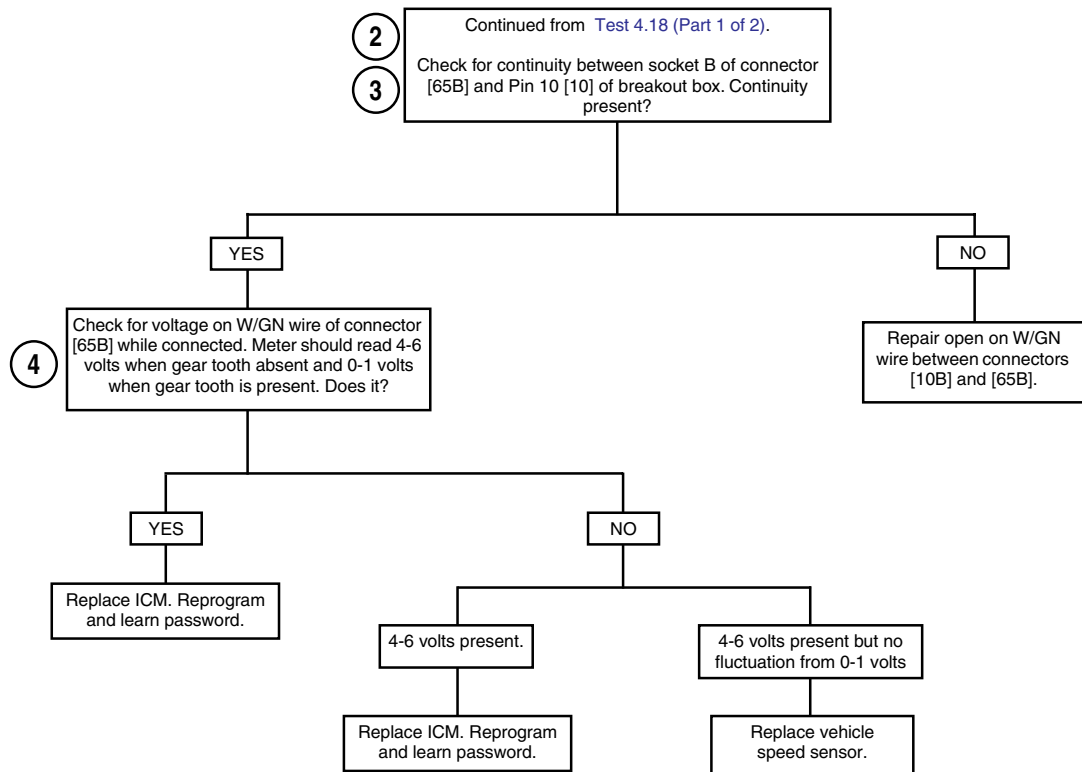 2
Continued from Test 4.18 (Part 1 of 2).
3
Check for continuity between socket B of connector
[65B] and Pin 10 [10] of breakout box. Continuity
present?
YES
NO
4
Check for voltage on W/GN wire of connector
[65B] while connected. Meter should read 4-6
volts when gear tooth absent and 0-1 volts
when gear tooth is present. Does it?
Repair open on W/GN
wire between connectors
[10B] and [65B].
YES
NO
Replace ICM. Reprogram
and learn password.
4-6 volts present.
4-6 volts present but no
fluctuation from 0-1 volts
Replace ICM. Reprogram
and learn password.
Replace vehicle
speed sensor.